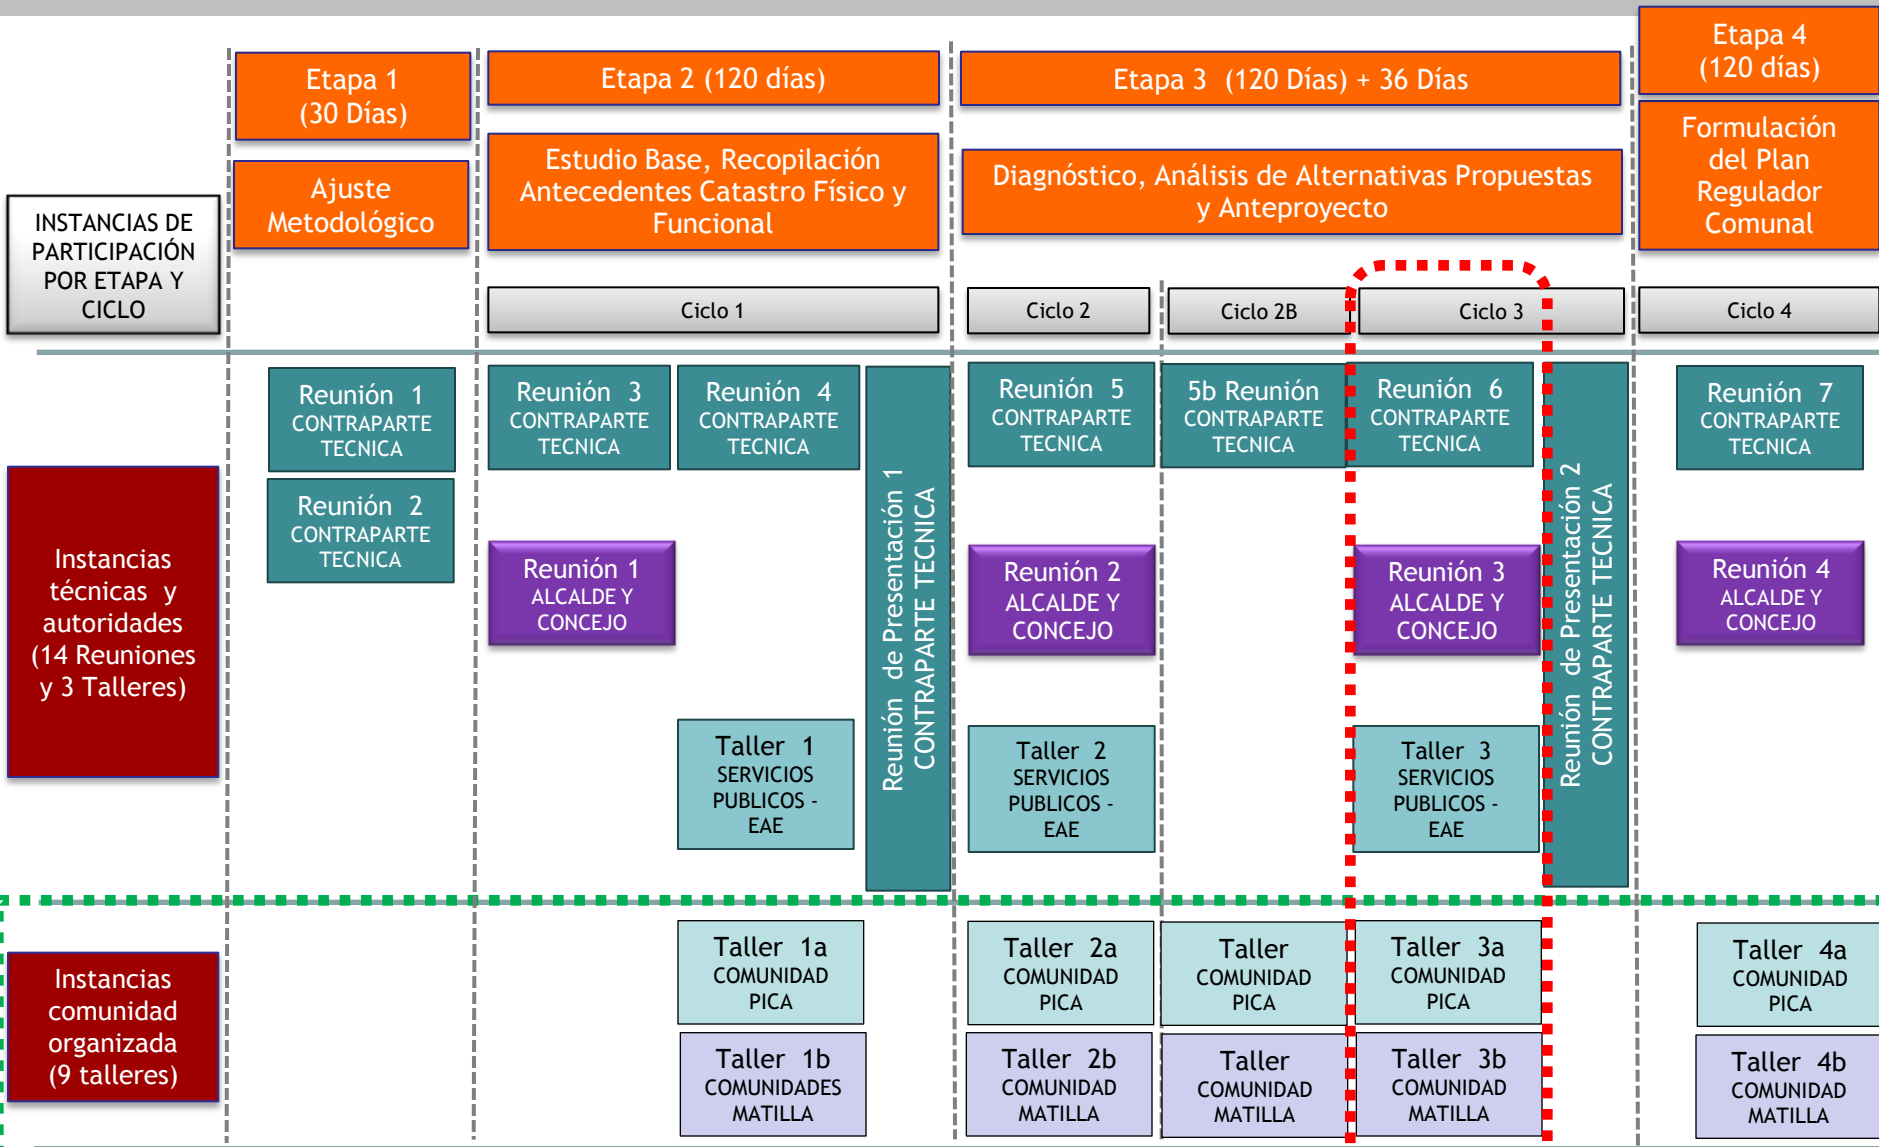 Etapa 1
(30 Días)
Etapa 2 (120 días)
Etapa 3 (120 Días) + 36 Días
Etapa 4
(120 días)
Ajuste
Metodológico
Estudio Base, Recopilación
Antecedentes Catastro Físico y
Funcional
Diagnóstico, Análisis de Alternativas Propuestas
y Anteproyecto
Formulación
del Plan
Regulador
Comunal
INSTANCIAS DE
PARTICIPACIÓN
POR ETAPA Y
CICLO
Ciclo 1
Ciclo 2
Ciclo 2B
Ciclo 3
Ciclo 4
Instancias
técnicas y
autoridades
(14 Reuniones
y 3 Talleres)
Reunión 1
CONTRAPARTE
TECNICA
Reunión 2
CONTRAPARTE
TECNICA
Reunión 3
CONTRAPARTE
TECNICA
Reunión 4
CONTRAPARTE
TECNICA
Reunión 1
ALCALDE Y
CONCEJO
Taller 1
SERVICIOS
PUBLICOS -
EAE
Reunión de Presentación 1
CONTRAPARTE TECNICA
Reunión 5
CONTRAPARTE
TECNICA
5b Reunión
CONTRAPARTE
TECNICA
Reunión 6
CONTRAPARTE
TECNICA
Reunión 2
ALCALDE Y
CONCEJO
Reunión 3
ALCALDE Y
CONCEJO
Taller 2
SERVICIOS
PUBLICOS -
EAE
Taller 3
SERVICIOS
PUBLICOS -
EAE
Reunión de Presentación 2
CONTRAPARTE TECNICA
Reunión 7
CONTRAPARTE
TECNICA
Reunión 4
ALCALDE Y
CONCEJO
Instancias
comunidad
organizada
(9 talleres)
Taller 1a
COMUNIDAD
PICA
Taller 2a
COMUNIDAD
PICA
Taller
COMUNIDAD
PICA
Taller 3a
COMUNIDAD
PICA
Taller 4a
COMUNIDAD
PICA
Taller 1b
COMUNIDADES
MATILLA
Taller 2b
COMUNIDAD
MATILLA
Taller
COMUNIDAD
MATILLA
Taller 3b
COMUNIDAD
MATILLA
Taller 4b
COMUNIDAD
MATILLA